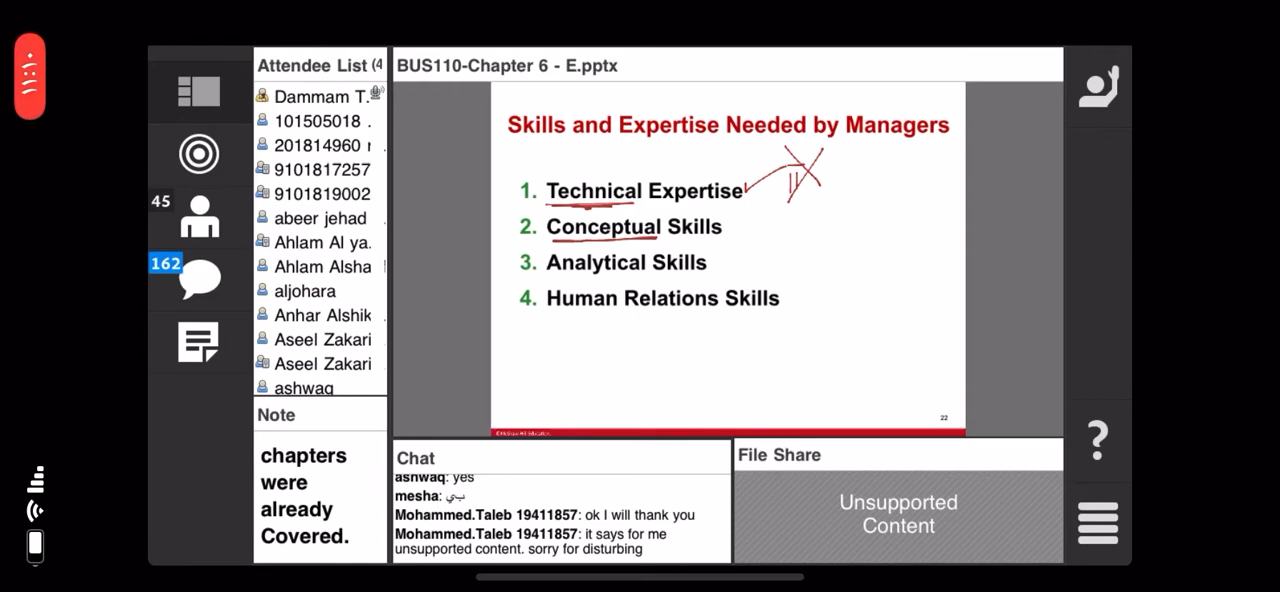 ١١:١٠
Attendee List (4
Dammam T.
101505018 .
201814960 r .
9101817257
9101819002
abeer jehad
Ahlam Al ya.
Ahlam Alsha
aljohara
Anhar Alshik
Aseel Zakari
Aseel Zakari
ashwaq
45
162
Note
chapters
were
already
Covered.
BUS110-Chapter 6 - E.pptx
Skills and Expertise Needed by Managers
1. Technical Expertise
2. Conceptual Skills
3. Analytical Skills
4. Human Relations Skills
22
Chat
ashwaq: yes
mesha: بي
Mohammed.Taleb 19411857: ok I will thank you
Mohammed.Taleb 19411857: it says for me
unsupported content. sorry for disturbing
File Share
Unsupported
Content
?